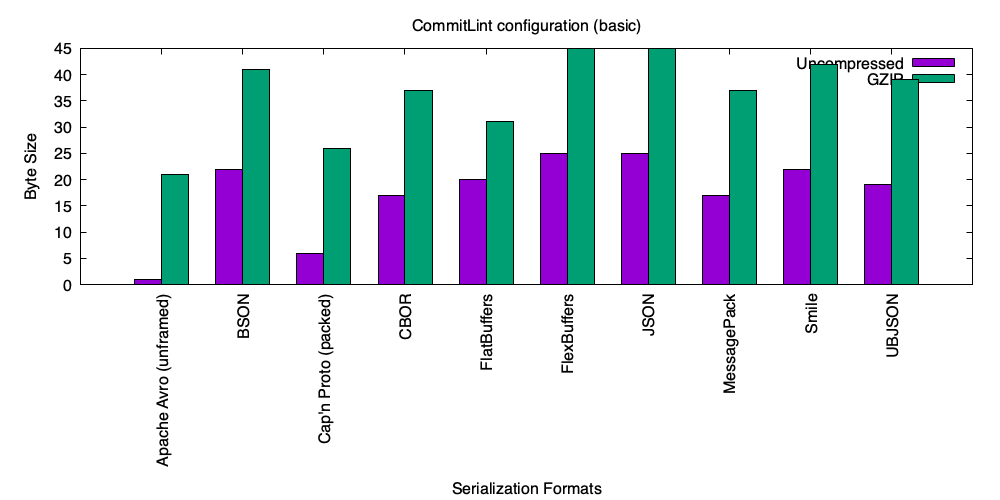 CommitLint configuration (basic)
Uncompressed
GZIP
45
40
35
30
25
20
15
10
5
0
Byte Size
Apache Avro (unframed)
BSON
Cap'n Proto (packed)
CBOR
FlatBuffers
FlexBuffers
JSON
MessagePack
Smile
UBJSON
Serialization Formats